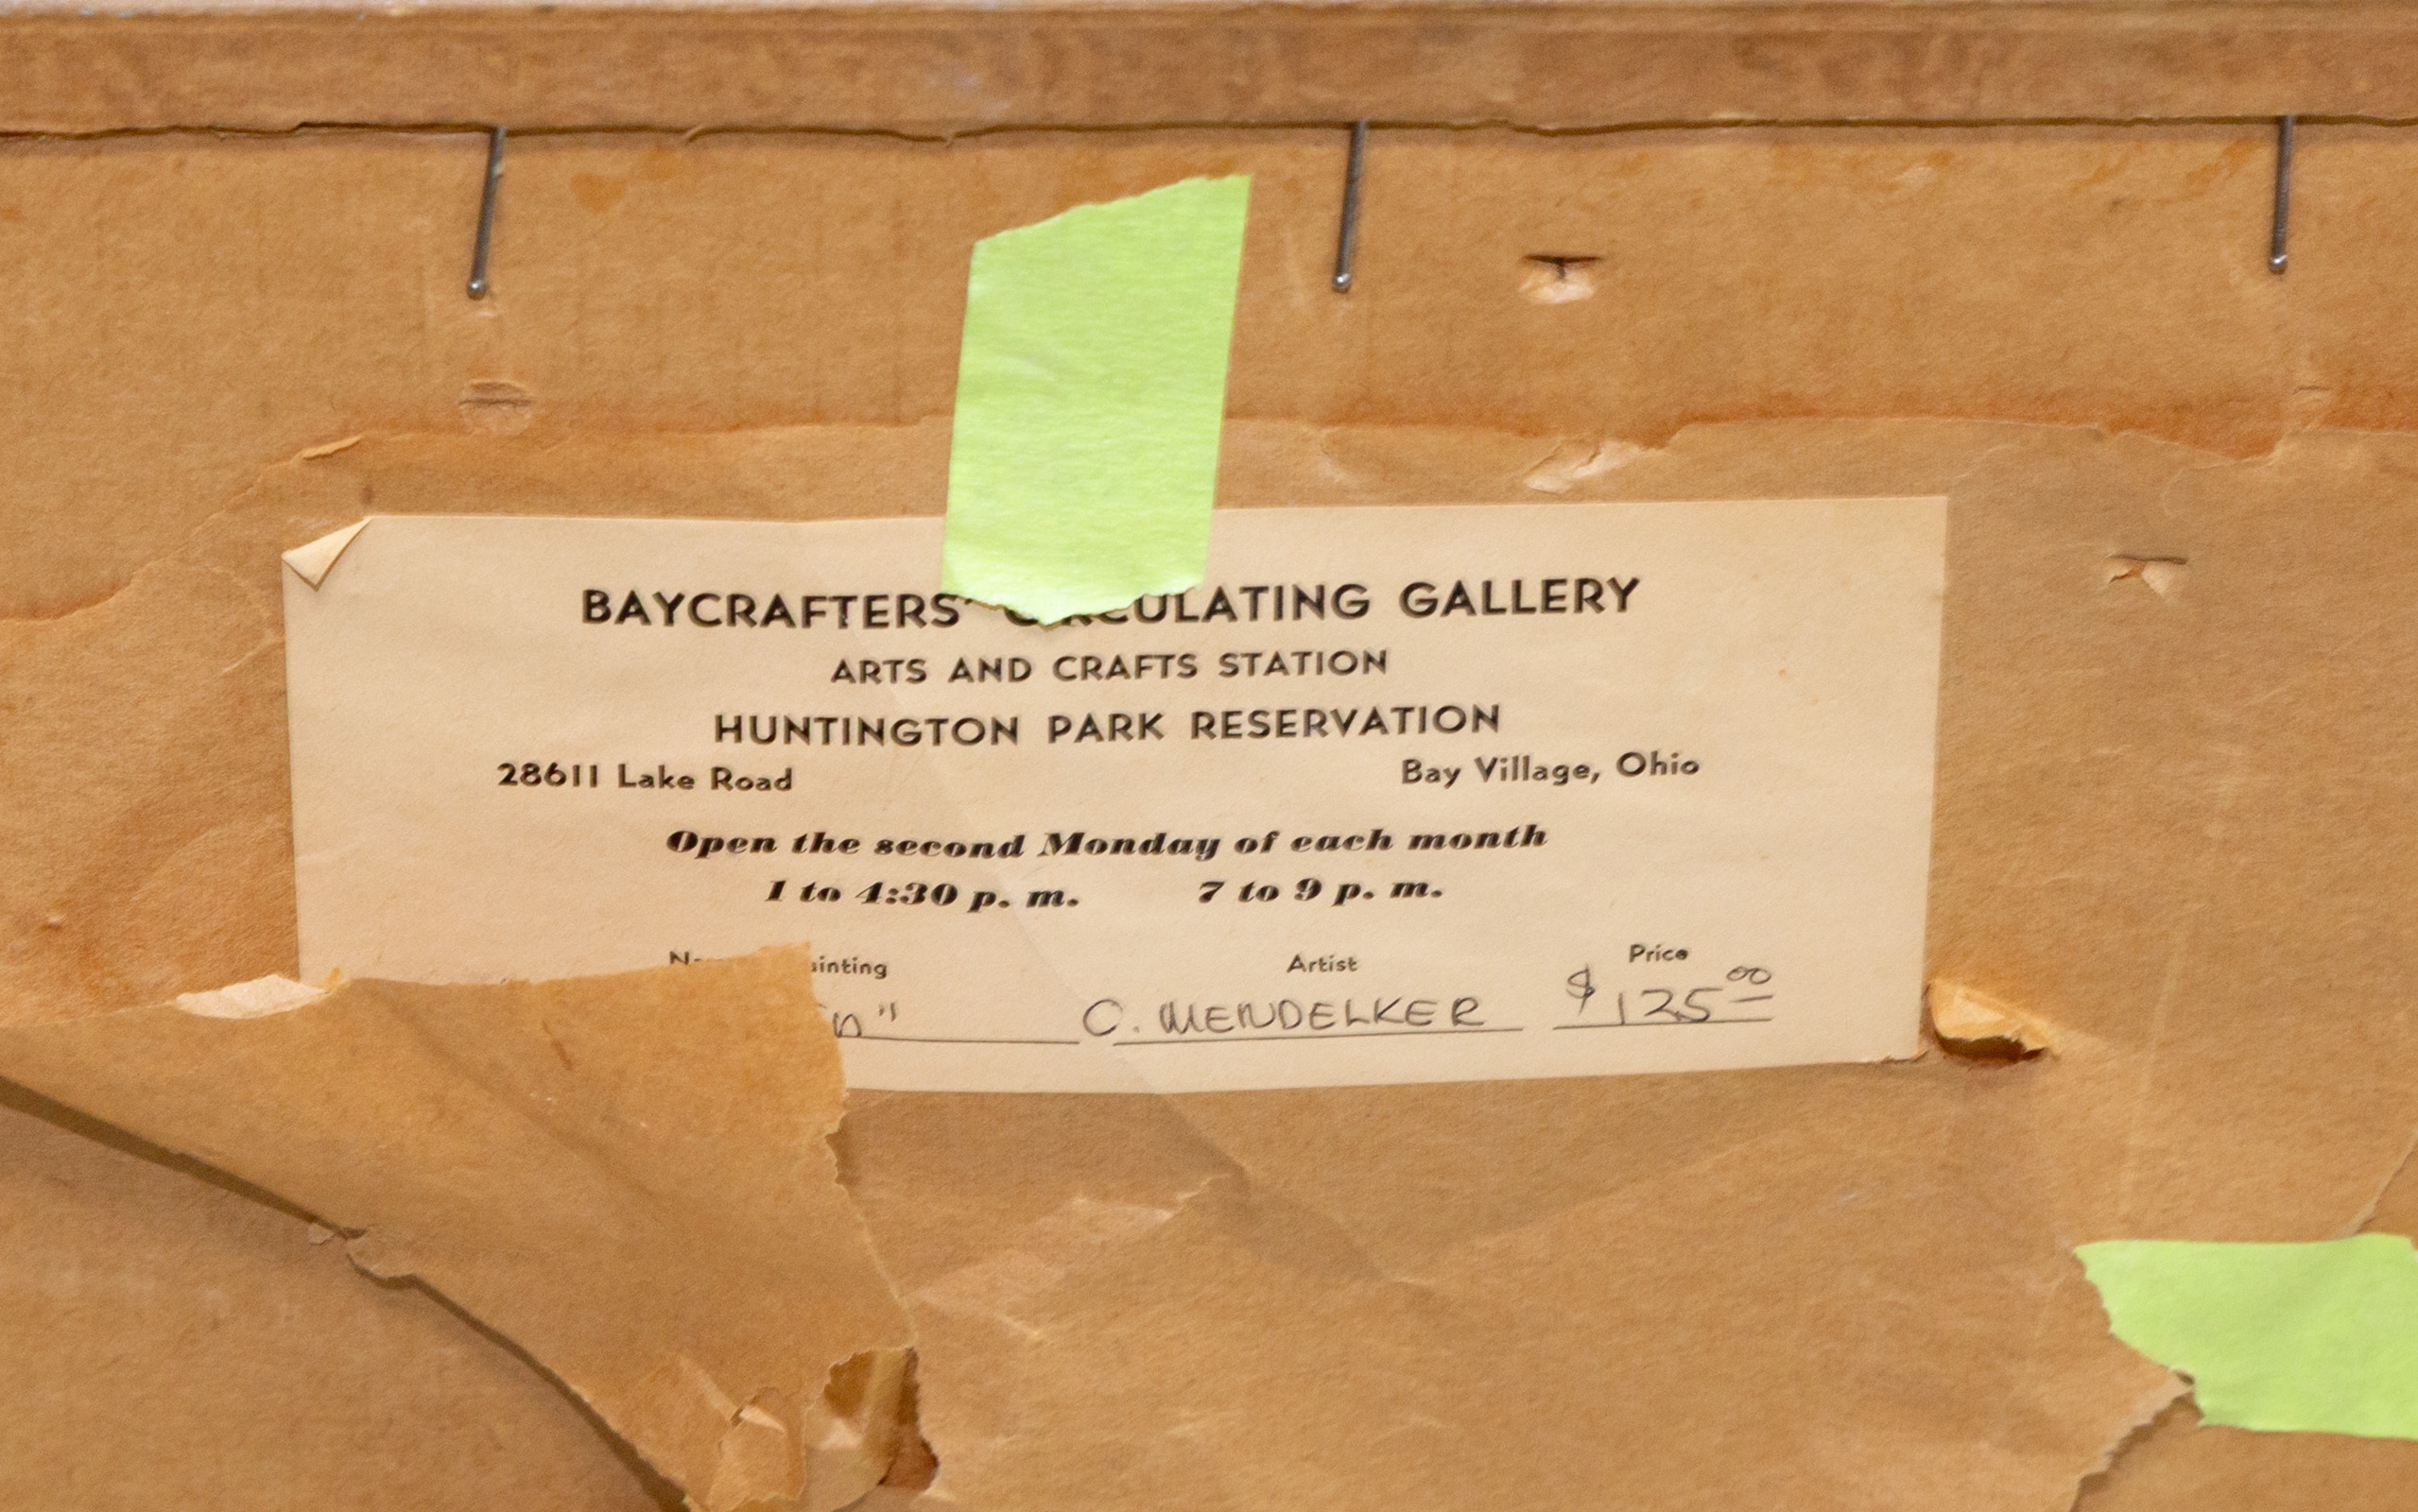 BAYCRAFTERS' CIRCULATING GALLERY
ARTS AND CRAFTS STATION
HUNTINGTON PARK RESERVATION
28611 Lake Road Bay Village, Ohio
Open the second Monday of each month
1 to 4:30 p. m. 7 to 9 p. m.
Artist Price
C. MENDELKER $125.00